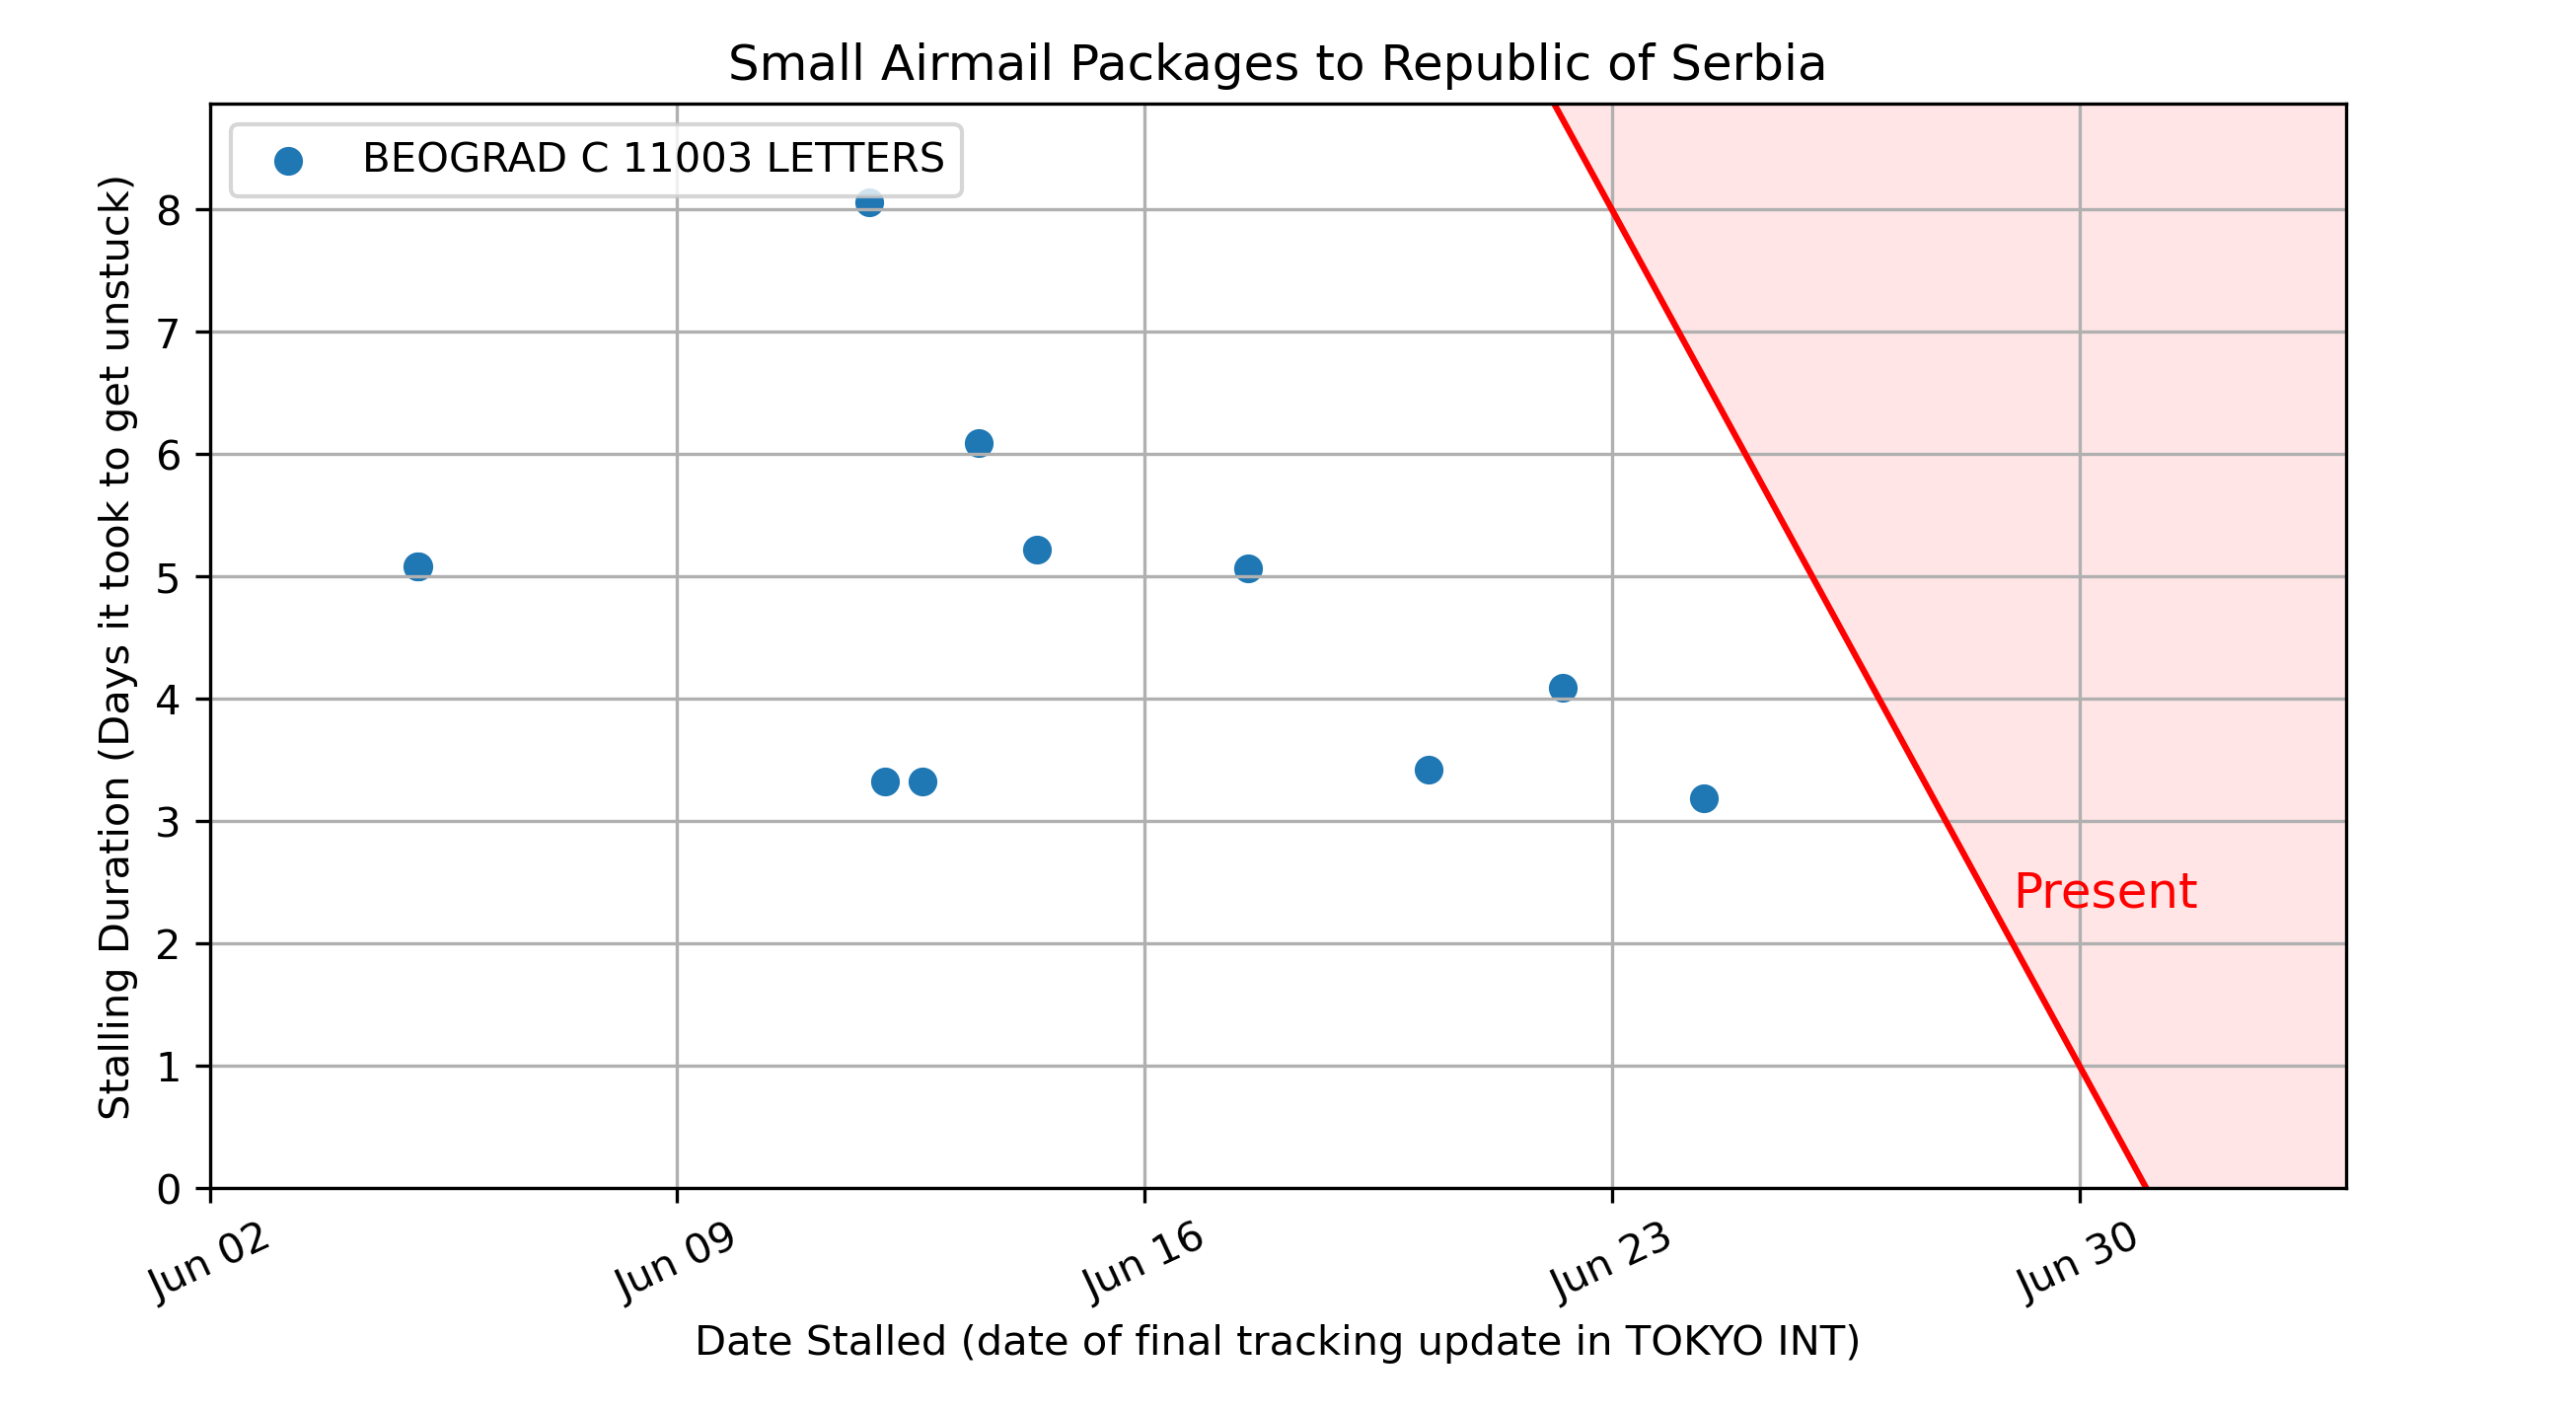 Small Airmail Packages to Republic of Serbia
BEOGRAD C 11003 LETTERS
Stalling Duration (Days it took to get unstuck)
8
7
6
5
4
3
2
1
0
Present
Jun 02
Jun 09
Jun 16
Jun 23
Jun 30
Date Stalled (date of final tracking update in TOKYO INT)